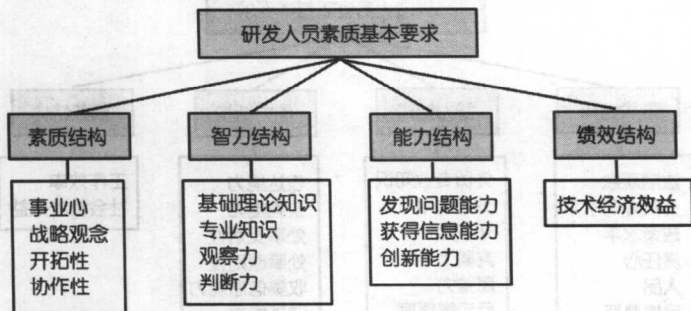 研发人员素质基本要求
素质结构
智力结构
能力结构
绩效结构
事业心
战略观念
开拓性
协作性
基础理论知识
专业知识
观察力
判断力
发现问题能力
获得信息能力
创新能力
技术经济效益